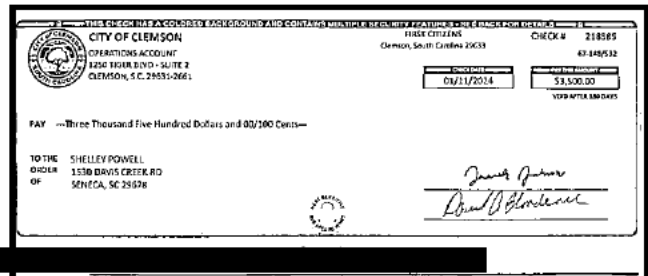 THIS CHECK HAS A COLORED BACKGROUND AND CONTAINS MULTIPLE SECURITY FEATURES - SEE BACK FOR DETAILS
CITY OF CLEMSON
OPERATIONS ACCOUNT
1250 TIGER BLVD - SUITE 2
CLEMSON, S.C. 29631-2661
FIRST CITIZENS
Clemson, South Carolina 29633
CHECK # 218585
67-148/532
CHECK DATE
01/11/2024
PAY THIS AMOUNT
$3,500.00
VOID AFTER 180 DAYS
PAY ---Three Thousand Five Hundred Dollars and 00/100 Cents---
TO THE ORDER OF
SHELLEY POWELL
1530 DAVIS CREEK RD
SENECA, SC 29678